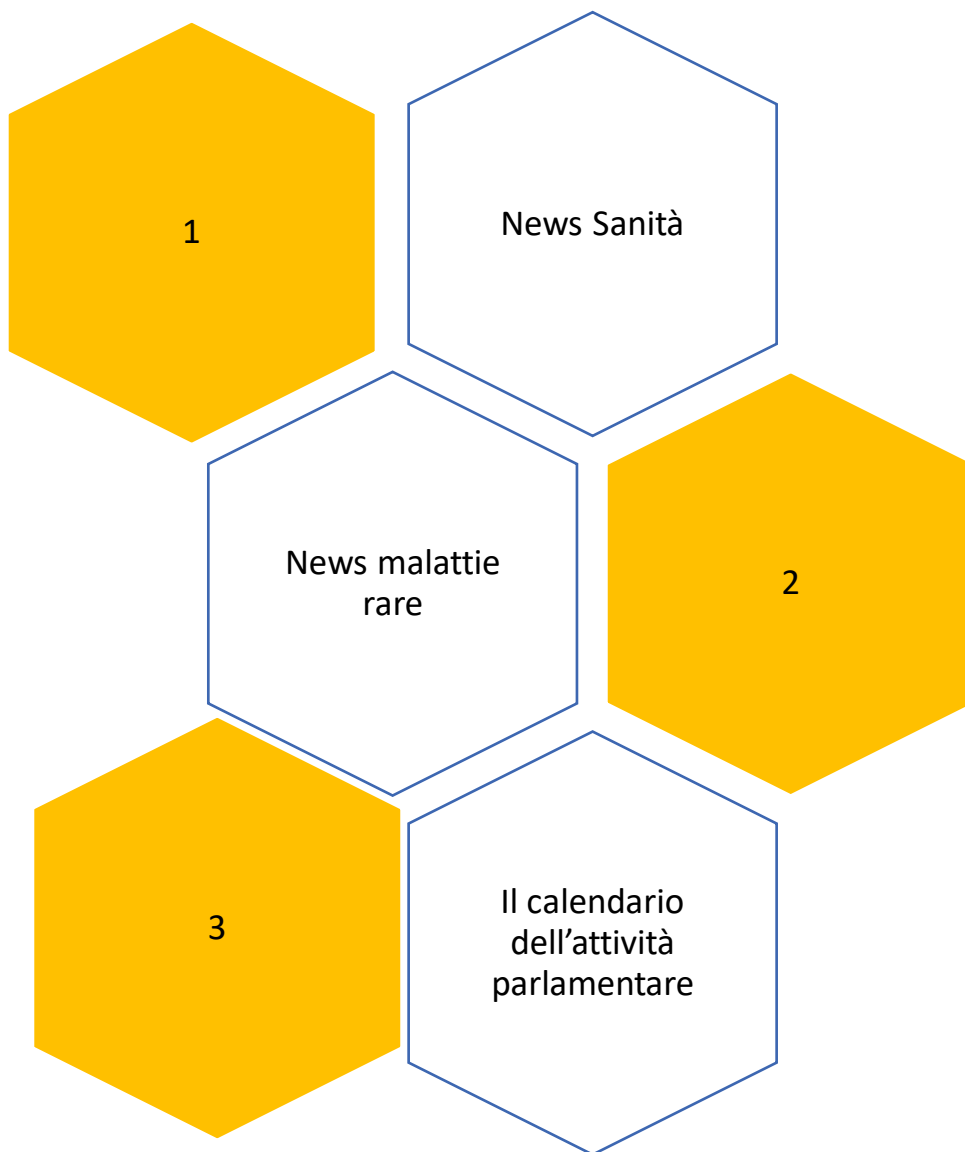 1
News Sanità
News malattie
rare
2
3
Il calendario
dell’attività
parlamentare